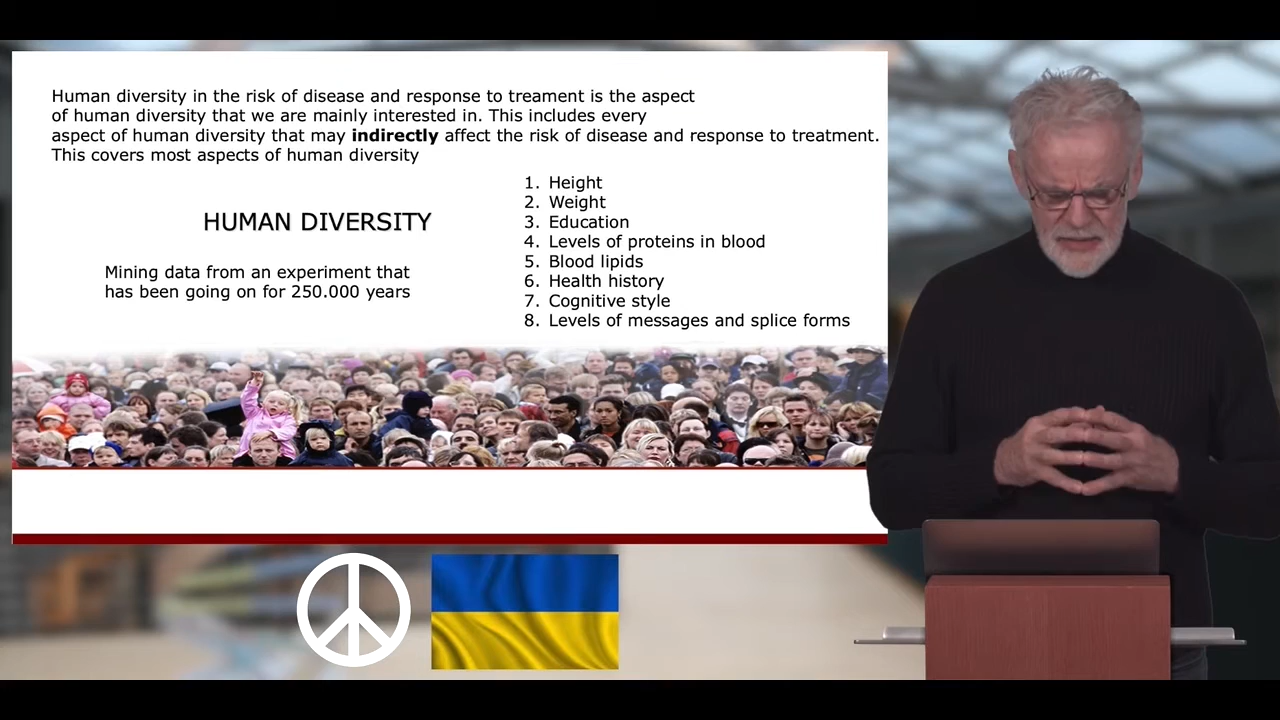 Human diversity in the risk of disease and response to treament is the aspect
of human diversity that we are mainly interested in. This includes every
aspect of human diversity that may indirectly affect the risk of disease and response to treatment.
This covers most aspects of human diversity
HUMAN DIVERSITY
Mining data from an experiment that
has been going on for 250.000 years
1. Height
2. Weight
3. Education
4. Levels of proteins in blood
5. Blood lipids
6. Health history
7. Cognitive style
8. Levels of messages and splice forms